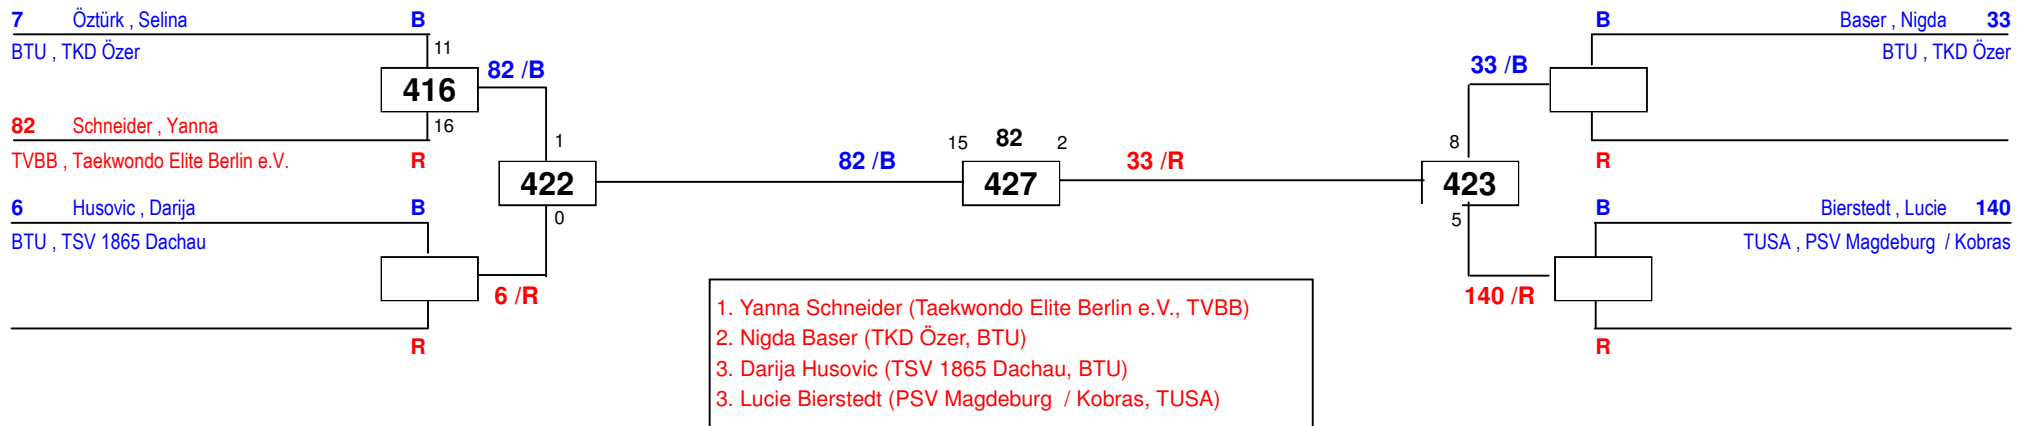 7 Öztürk , Selina B
BTU , TKD Özer
11
416
82 /B
16
82 Schneider , Yanna
TVBB , Taekwondo Elite Berlin e.V. R
1
422
0
6 Husovic , Darija B
BTU , TSV 1865 Dachau
6 /R
R
82 /B
15 82 2
427
33 /R
B Baser , Nigda 33
BTU , TKD Özer
33 /B
R
8
423
5
B Bierstedt , Lucie 140
TUSA , PSV Magdeburg / Kobras
140 /R
R
1. Yanna Schneider (Taekwondo Elite Berlin e.V., TVBB)
2. Nigda Baser (TKD Özer, BTU)
3. Darija Husovic (TSV 1865 Dachau, BTU)
3. Lucie Bierstedt (PSV Magdeburg / Kobras, TUSA)